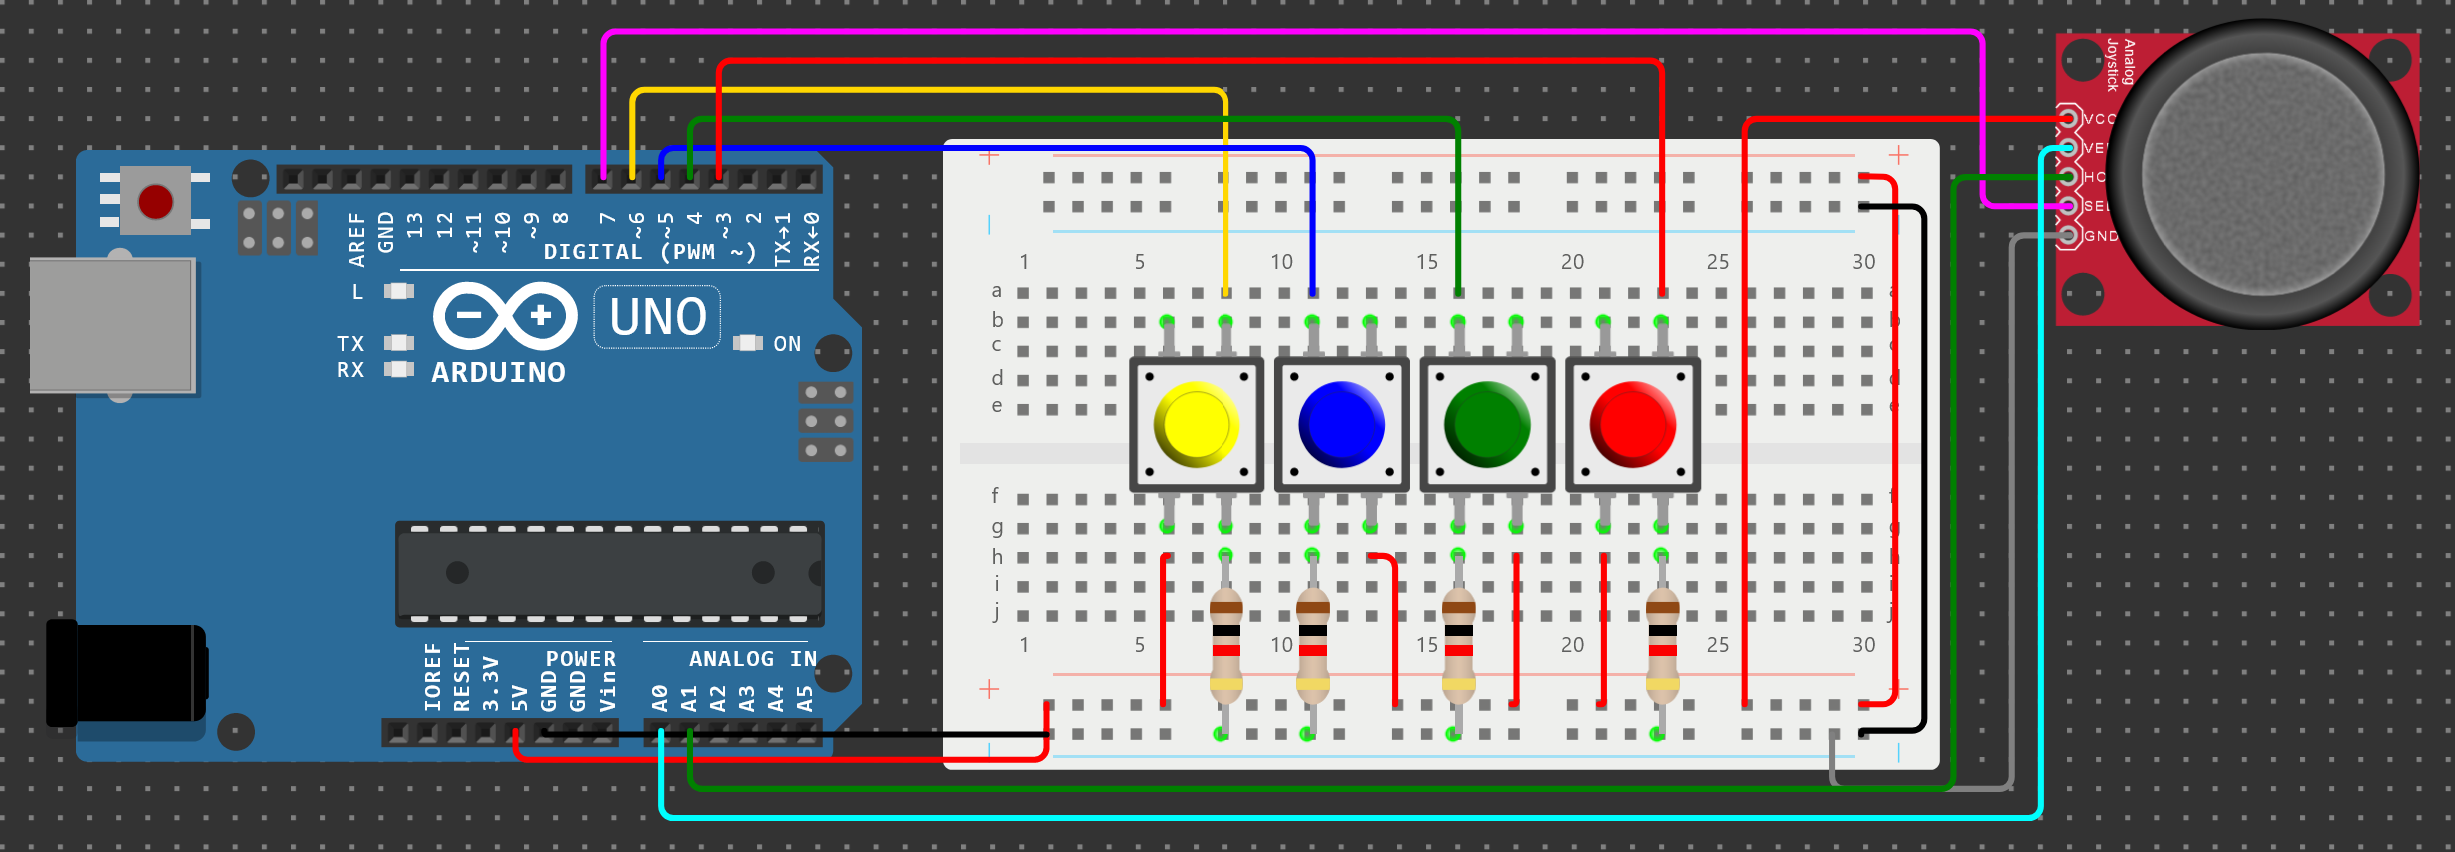 Analog
Joystick
VCC
VE
HO
SEL
GND
AREF
GND
13
12
~11
~10
~9
8
7
~6
~5
4
~3
2
TX→1
RX←0
DIGITAL (PWM ~)
L
TX
RX
ON
UNO
ARDUINO
1 5 10 15 20 25 30
a a
b b
c c
d d
e e
f f
g g
h h
i i
j j
1 5 10 15 20 25 30
POWER
ANALOG IN
IOREF
RESET
3.3V
5V
GND
GND
Vin
A0
A1
A2
A3
A4
A5